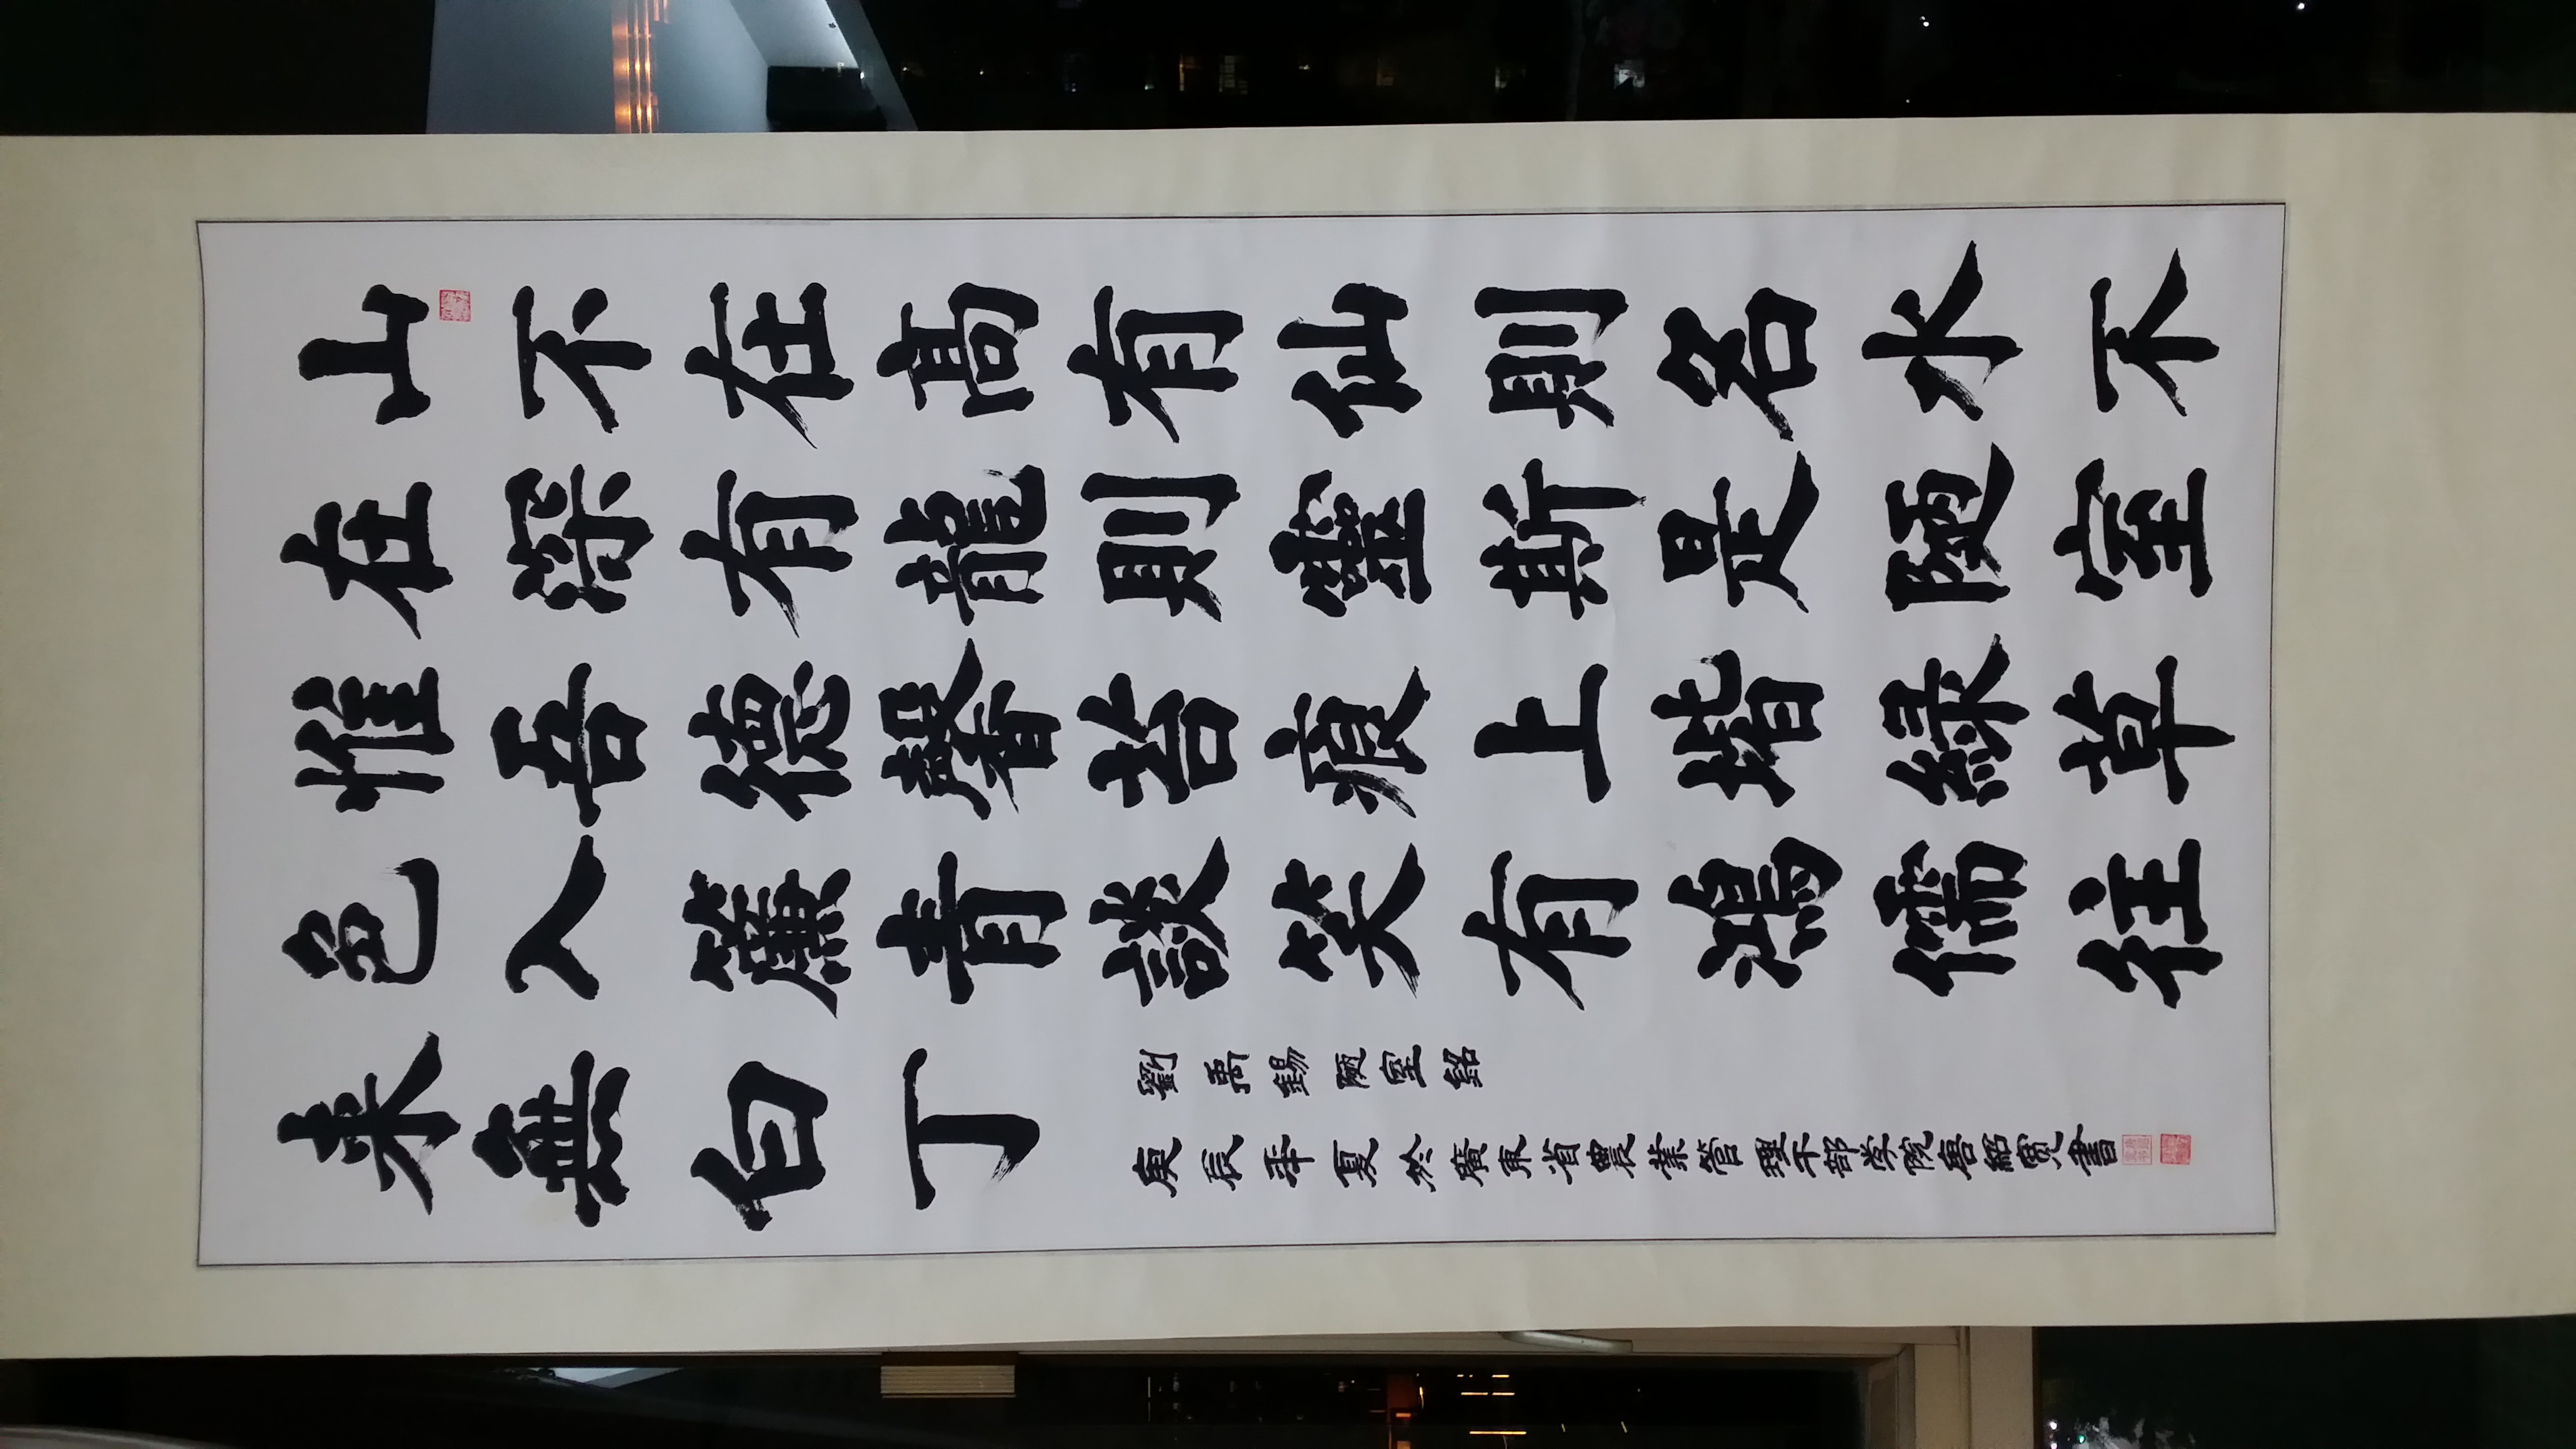 山不在高有仙則名水不
在深有龍則靈斯是陋室
惟吾德馨苔痕上堦緑草
色入簾青談笑有鴻儒往
来無白丁
劉禹錫陋室銘
庚辰年夏於廣東省農業管理干部学院唐紹寬書